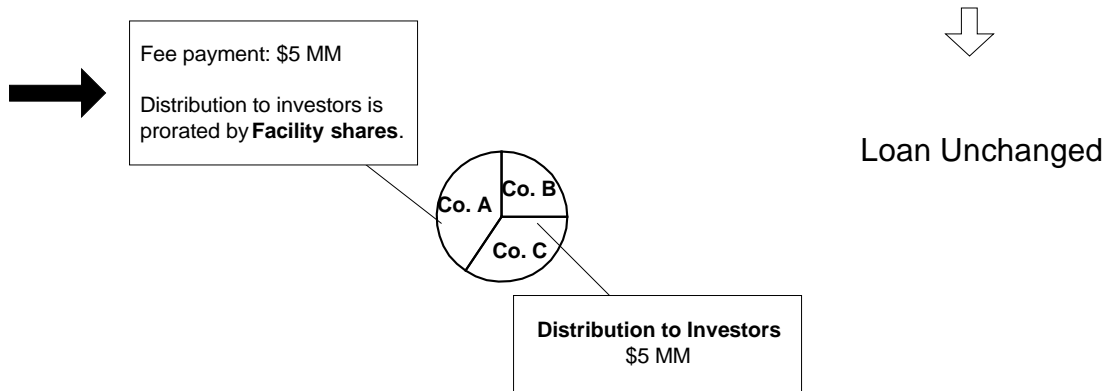 Fee payment: $5 MM
Distribution to investors is
prorated by Facility shares.
Loan Unchanged
Co. B
Co. A
Co. C
Distribution to Investors
$5 MM